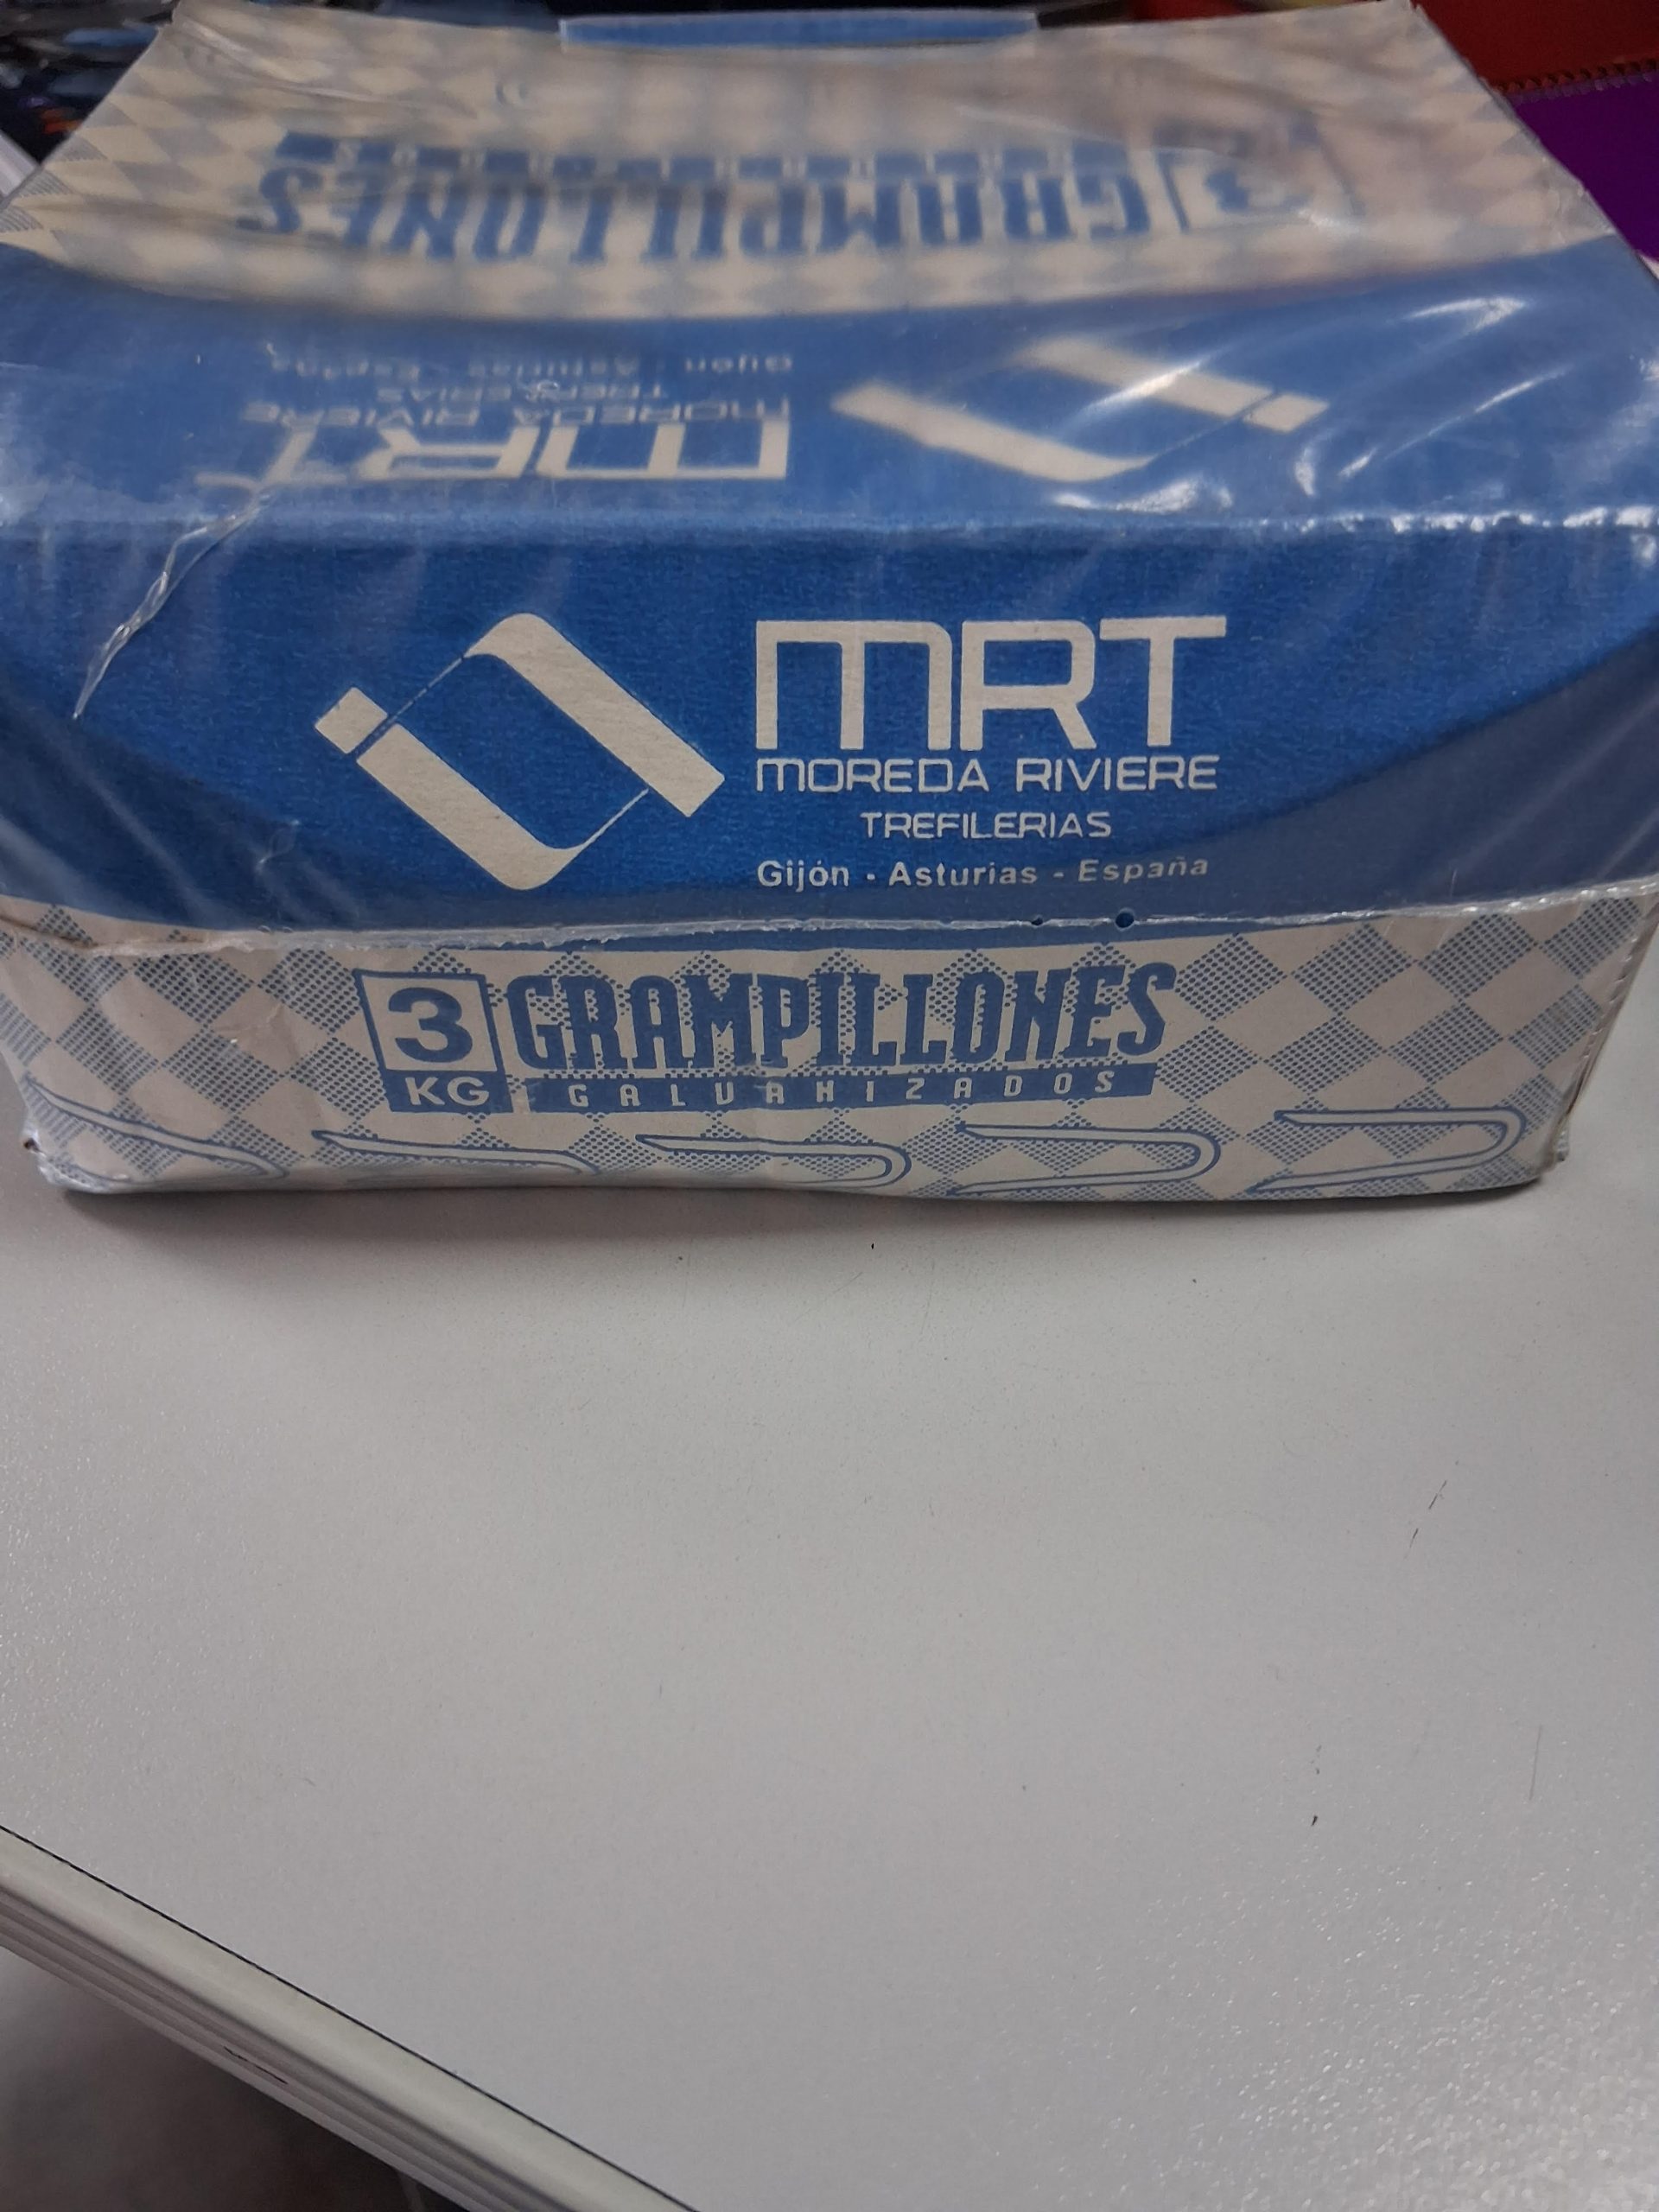 3 GRAMPILLONES
MRT
MOREDA RIVIERE
TREFILERIAS
Gijón - Asturias - España
MRT
MOREDA RIVIERE
TREFILERIAS
Gijón - Asturias - España
3 GRAMPILLONES
KG GALVANIZADOS